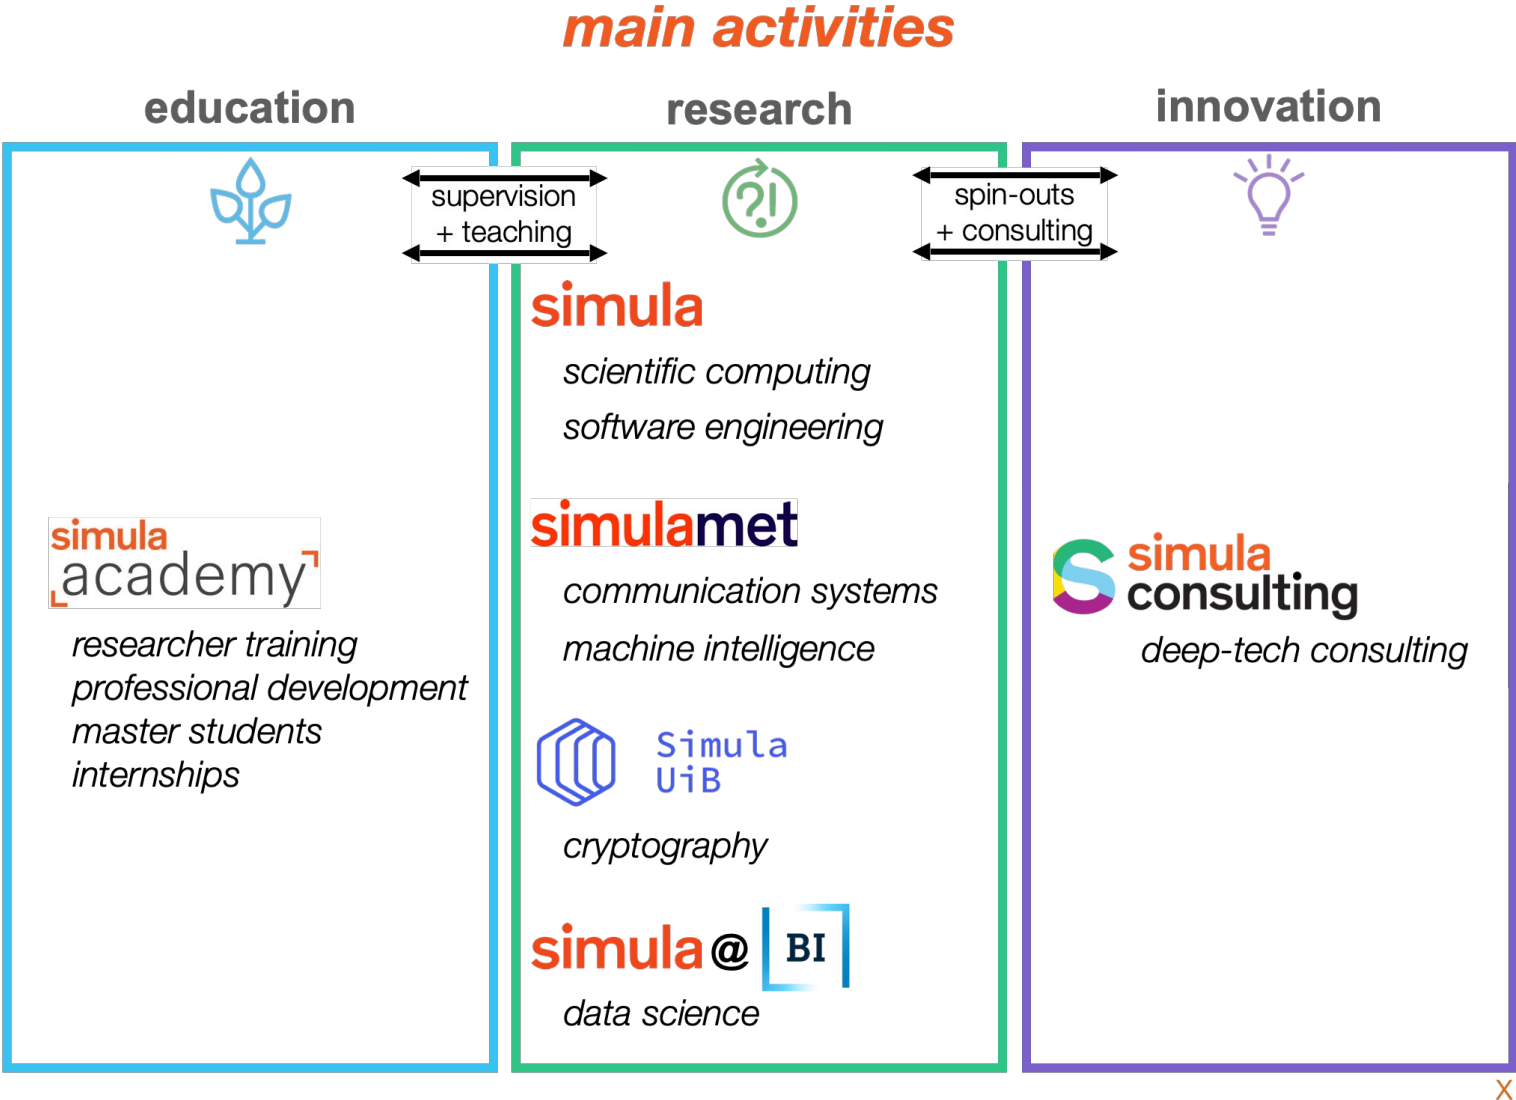 main activities
education
research
innovation
supervision
+ teaching
spin-outs
+ consulting
simula
academy
researcher training
professional development
master students
internships
simula
scientific computing
software engineering
simulamet
communication systems
machine intelligence
Simula
UiB
cryptography
simula@BI
data science
simula
consulting
deep-tech consulting
X